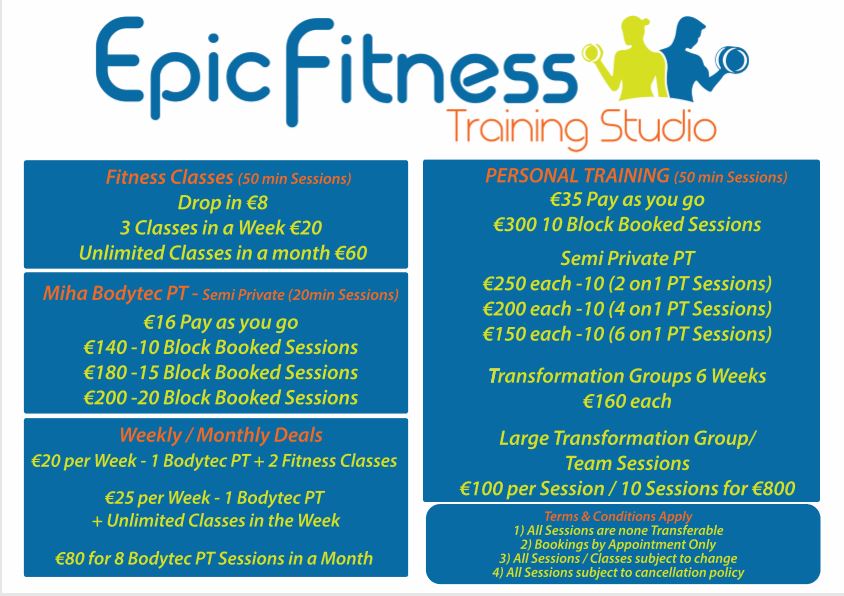 Epic Fitness
Training Studio
Fitness Classes (50 min Sessions)
Drop in €8
3 Classes in a Week €20
Unlimited Classes in a month €60
Miha Bodytec PT - Semi Private (20min Sessions)
€16 Pay as you go
€140 -10 Block Booked Sessions
€180 -15 Block Booked Sessions
€200 -20 Block Booked Sessions
Weekly / Monthly Deals
€20 per Week - 1 Bodytec PT + 2 Fitness Classes
€25 per Week - 1 Bodytec PT
+ Unlimited Classes in the Week
€80 for 8 Bodytec PT Sessions in a Month
PERSONAL TRAINING (50 min Sessions)
€35 Pay as you go
€300 10 Block Booked Sessions
Semi Private PT
€250 each -10 (2 on1 PT Sessions)
€200 each -10 (4 on1 PT Sessions)
€150 each -10 (6 on1 PT Sessions)
Transformation Groups 6 Weeks
€160 each
Large Transformation Group/
Team Sessions
€100 per Session / 10 Sessions for €800
Terms & Conditions Apply
1) All Sessions are none Transferable
2) Bookings by Appointment Only
3) All Sessions / Classes subject to change
4) All Sessions subject to cancellation policy